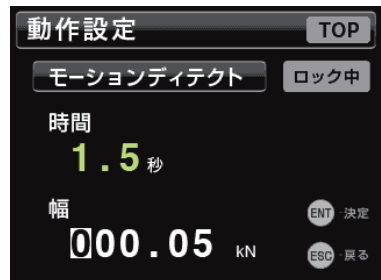 動作設定 TOP
モーションディテクト ロック中
時間
1.5 秒
幅
000.05 kN
ENT 決定
ESC 戻る